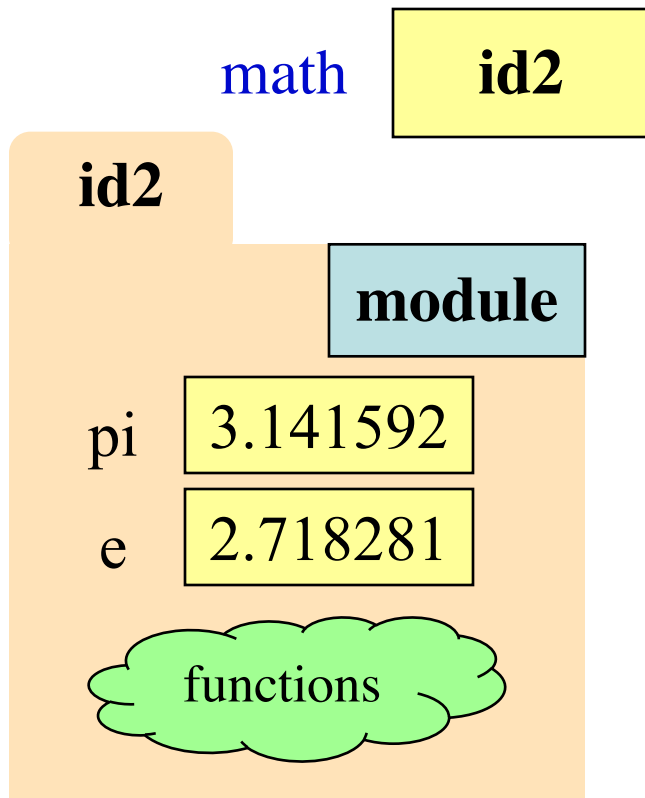 math id2
id2
module
pi 3.141592
e 2.718281
functions